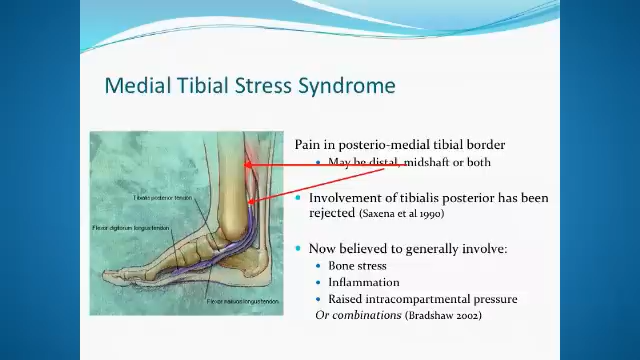 Medial Tibial Stress Syndrome
Pain in posterio-medial tibial border
May be distal, midshaft or both
Involvement of tibialis posterior has been
rejected (Saxena et al 1990)
Now believed to generally involve:
Bone stress
Inflammation
Raised intracompartmental pressure
Or combinations (Bradshaw 2002)
Tibialis posterior tendon
Flexor digitorum longus tendon
Flexor hallucis longus tendon